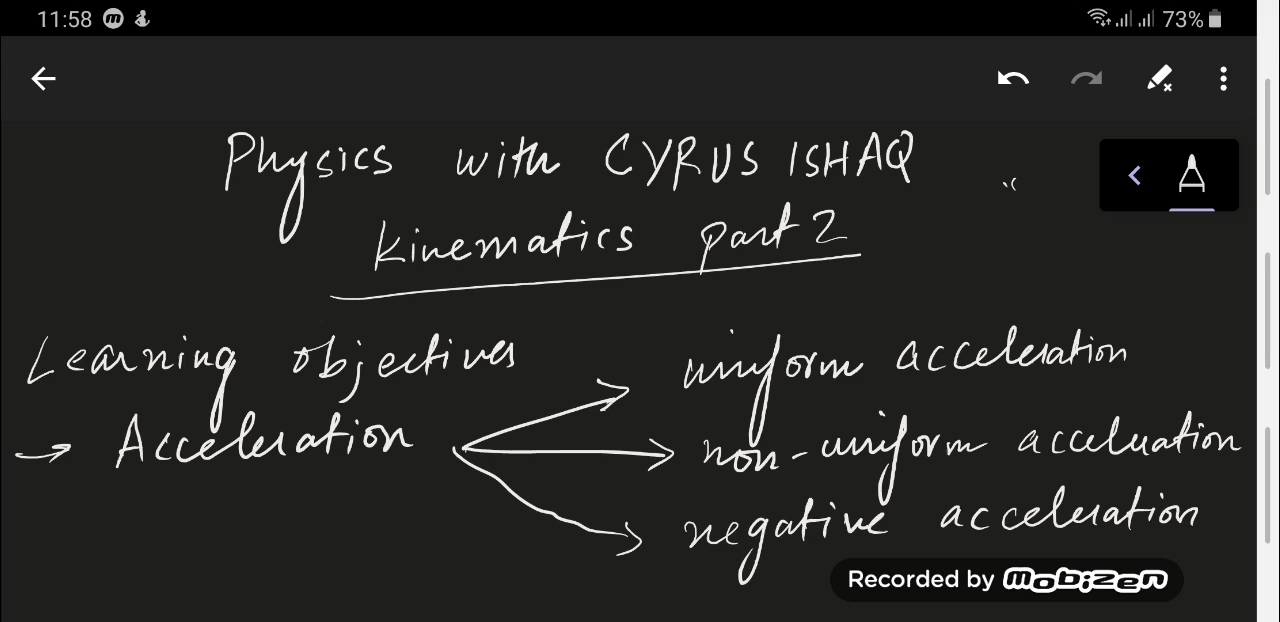 11:58 73%
Physics with CYRUS ISHAQ
Kinematics part 2
Learning objectives
→ Acceleration
uniform acceleration
non-uniform acceleration
negative acceleration
Recorded by mobizen